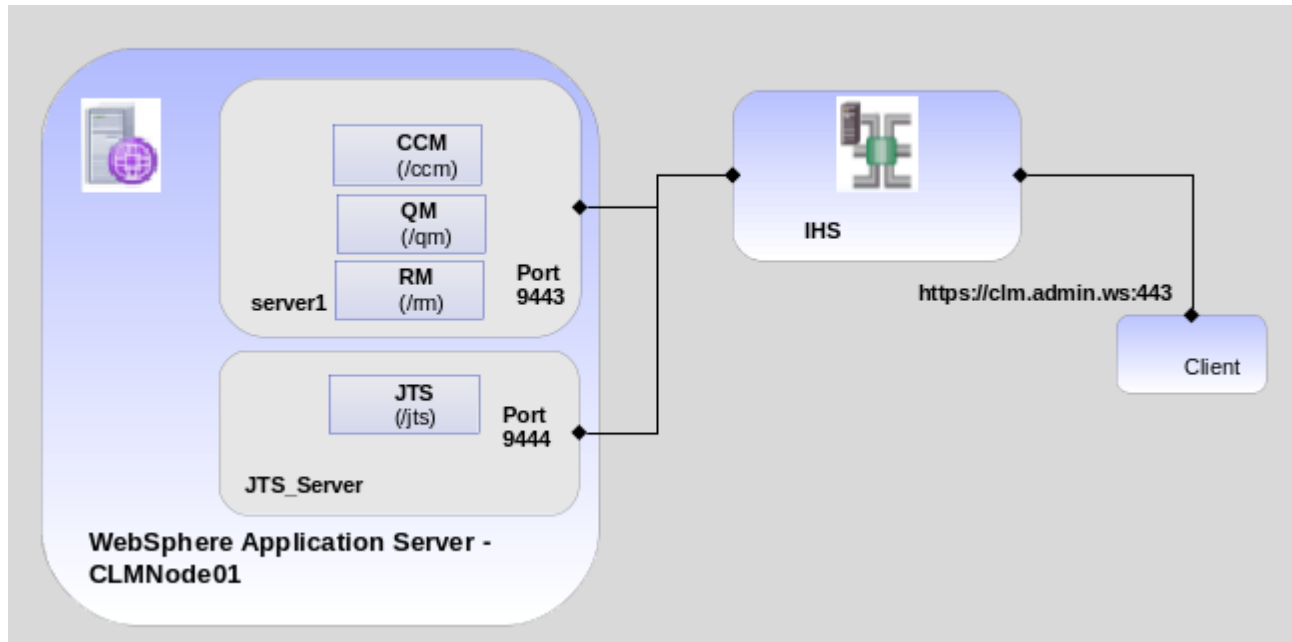 CCM
(/ccm)
QM
(/qm)
RM
(/rm)
server1
Port
9443
JTS
(/jts)
Port
9444
JTS_Server
WebSphere Application Server -
CLMNode01
IHS
https://clm.admin.ws:443
Client